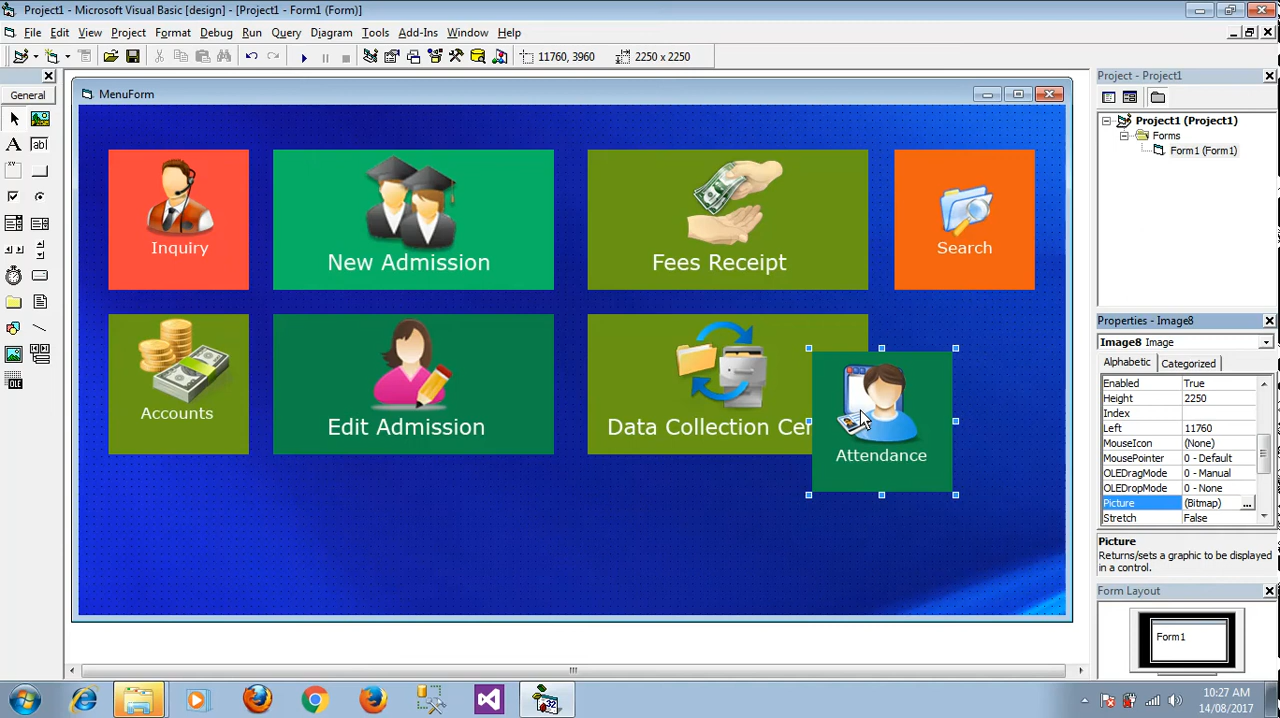 Project1 - Microsoft Visual Basic [design] - [Project1 - Form1 (Form)]
File Edit View Project Format Debug Run Query Diagram Tools Add-Ins Window Help
11760, 3960 2250 x 2250
General
MenuForm
Inquiry
New Admission
Fees Receipt
Search
Accounts
Edit Admission
Data Collection Cer
Attendance
Project - Project1
Project1 (Project1)
Forms
Form1 (Form1)
Properties - Image8
Image8 Image
Alphabetic Categorized
Enabled True
Height 2250
Index
Left 11760
MouseIcon (None)
MousePointer 0 - Default
OLEDragMode 0 - Manual
OLEDropMode 0 - None
Picture (Bitmap) ...
Stretch False
Picture
Returns/sets a graphic to be displayed
in a control.
Form Layout
Form1
10:27 AM
14/08/2017